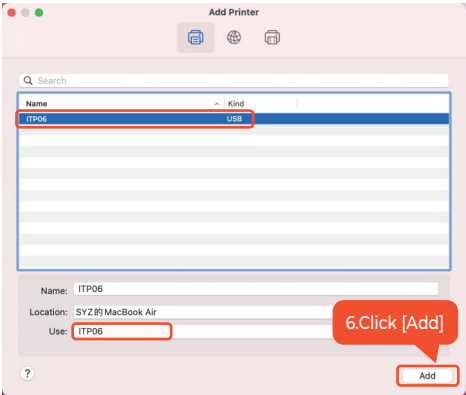 Add Printer
Search
Name Kind
ITP06 USB
Name: ITP06
Location: SYZ的 MacBook Air
Use: ITP06
6.Click [Add]
?
Add